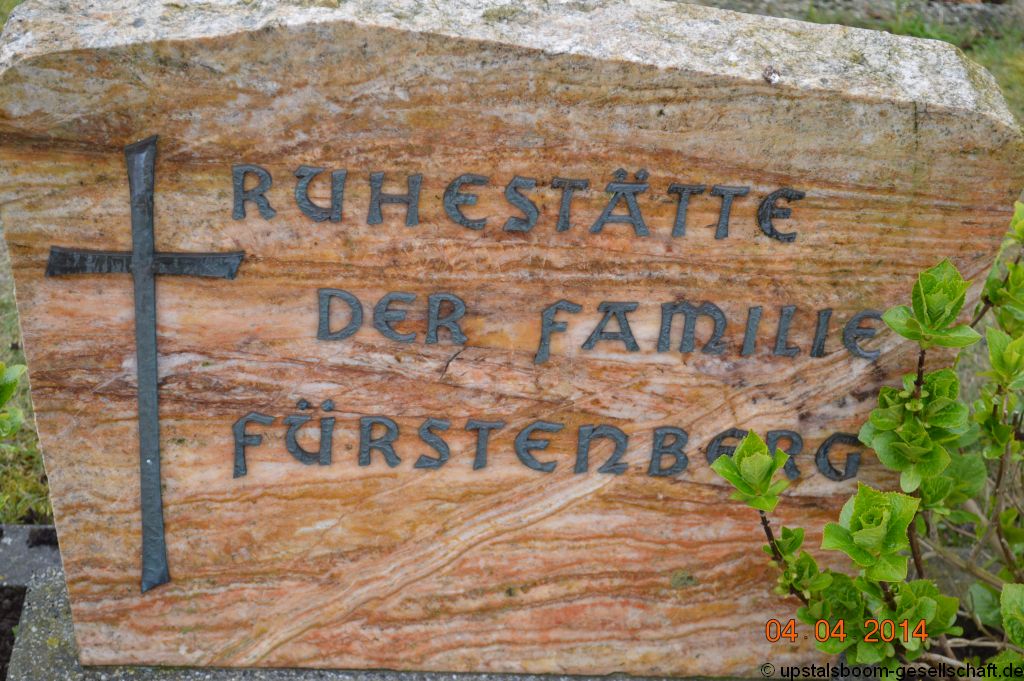 RUHESTÄTTE
DER FAMILIE
FÜRSTENBERG
04.04.2014
© upstalsboom-gesellschaft.de